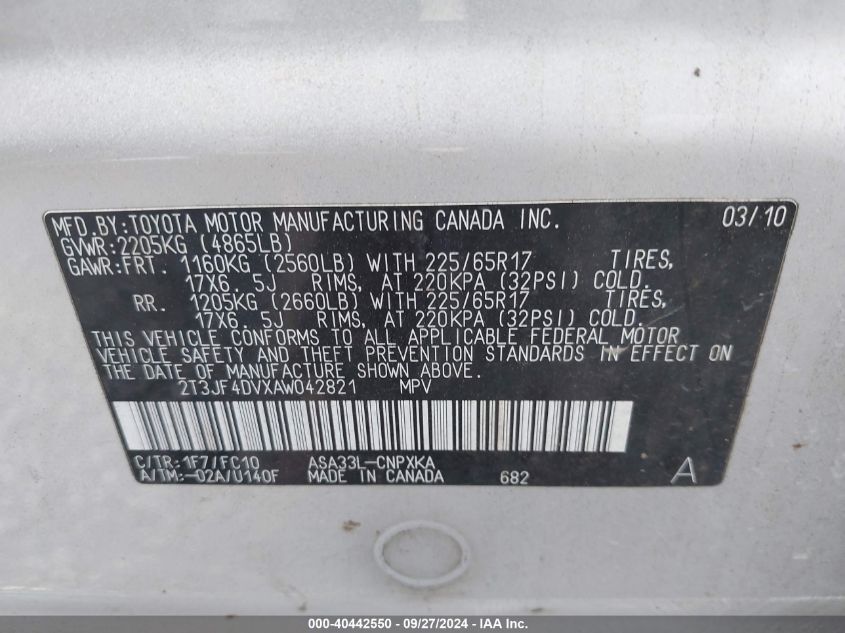 MFD.BY:TOYOTA MOTOR MANUFACTURING CANADA INC. 03/10
GVWR:2205KG (4865LB)
GAWR:FRT. 1160KG (2560LB) WITH 225/65R17 TIRES,
17X6.5J RIMS, AT 220KPA (32PSI) COLD.
RR. 1205KG (2660LB) WITH 225/65R17 TIRES,
17X6.5J RIMS, AT 220KPA (32PSI) COLD.
THIS VEHICLE CONFORMS TO ALL APPLICABLE FEDERAL MOTOR
VEHICLE SAFETY AND THEFT PREVENTION STANDARDS IN EFFECT ON
THE DATE OF MANUFACTURE SHOWN ABOVE.
2T3JF4DVXAW042821 MPV
C/TR:1F7/FC10 ASA33L-CNPXKA
A/TM:-02A/U140F MADE IN CANADA 682 A
000-40442550 - 09/27/2024 - IAA Inc.